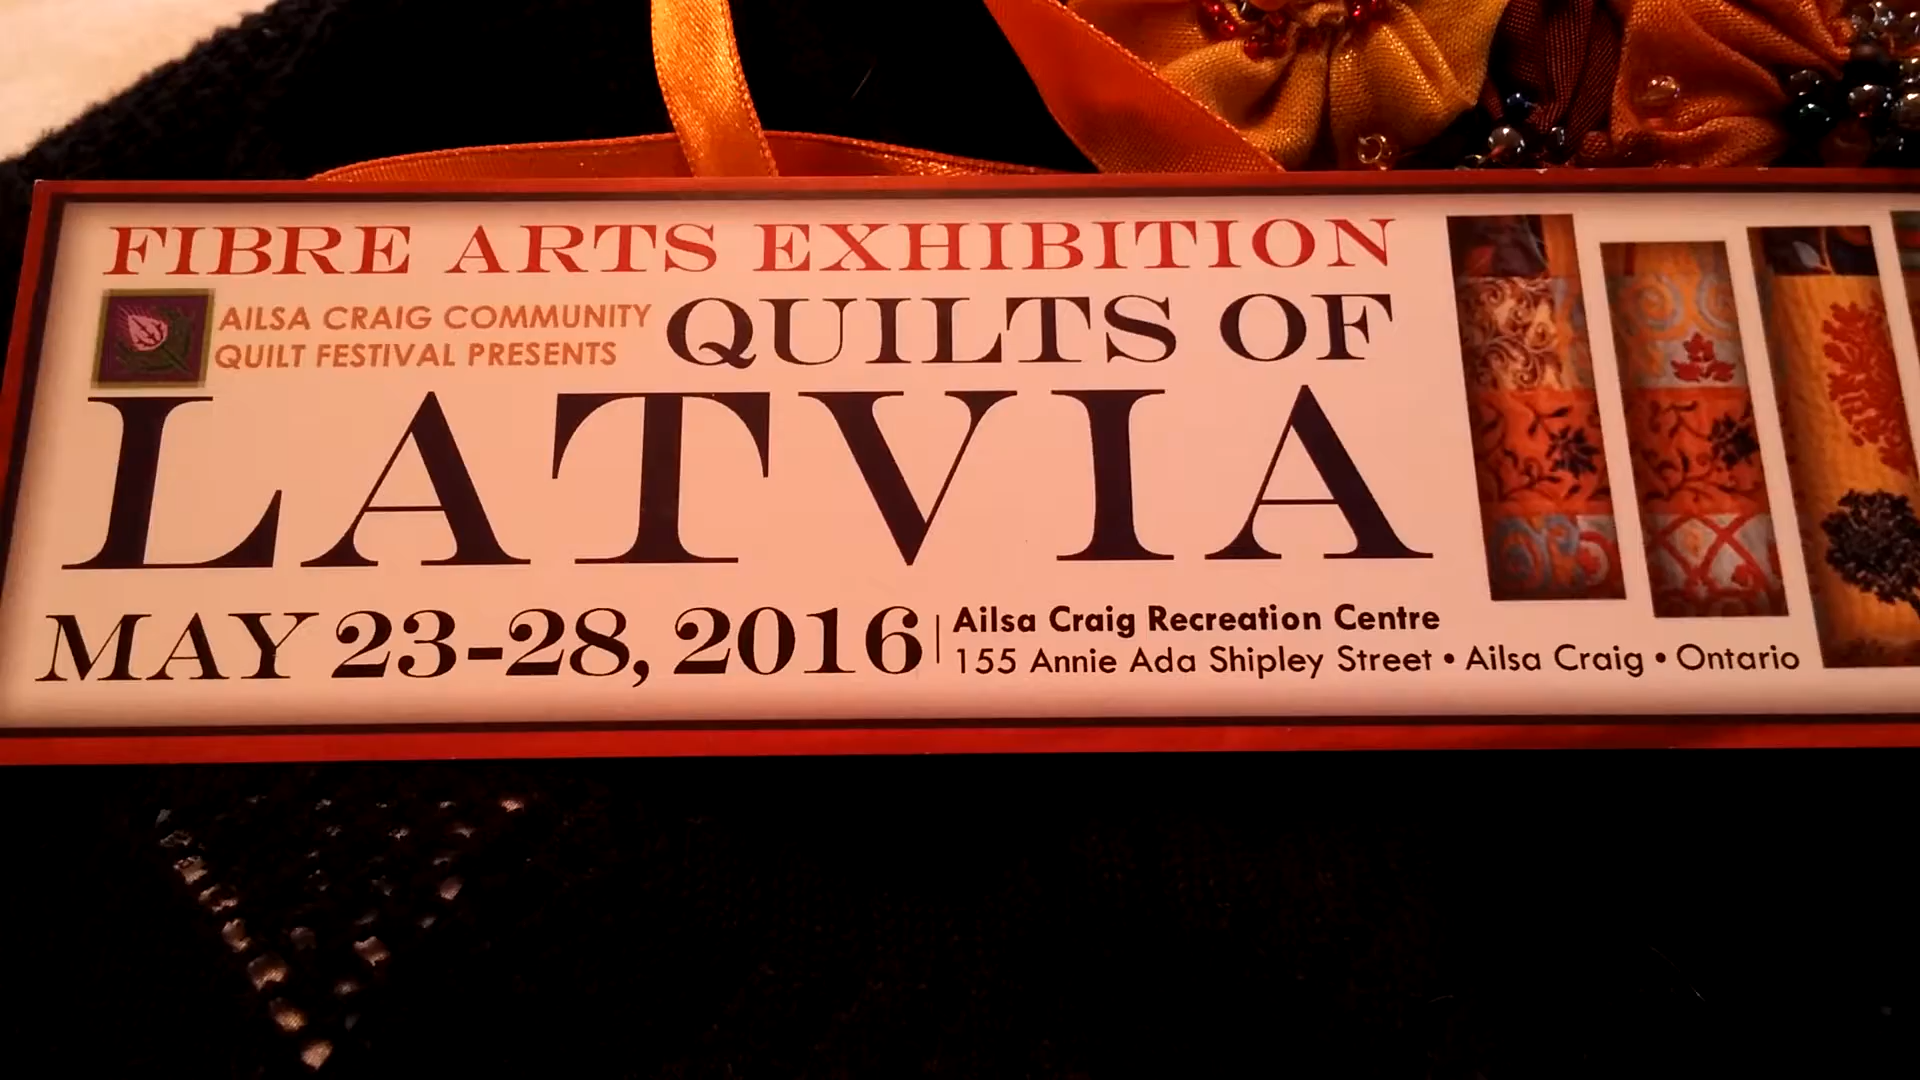 FIBRE ARTS EXHIBITION
AILSA CRAIG COMMUNITY
QUILT FESTIVAL PRESENTS
QUILTS OF
LATVIA
MAY 23-28, 2016
Ailsa Craig Recreation Centre
155 Annie Ada Shipley Street • Ailsa Craig • Ontario